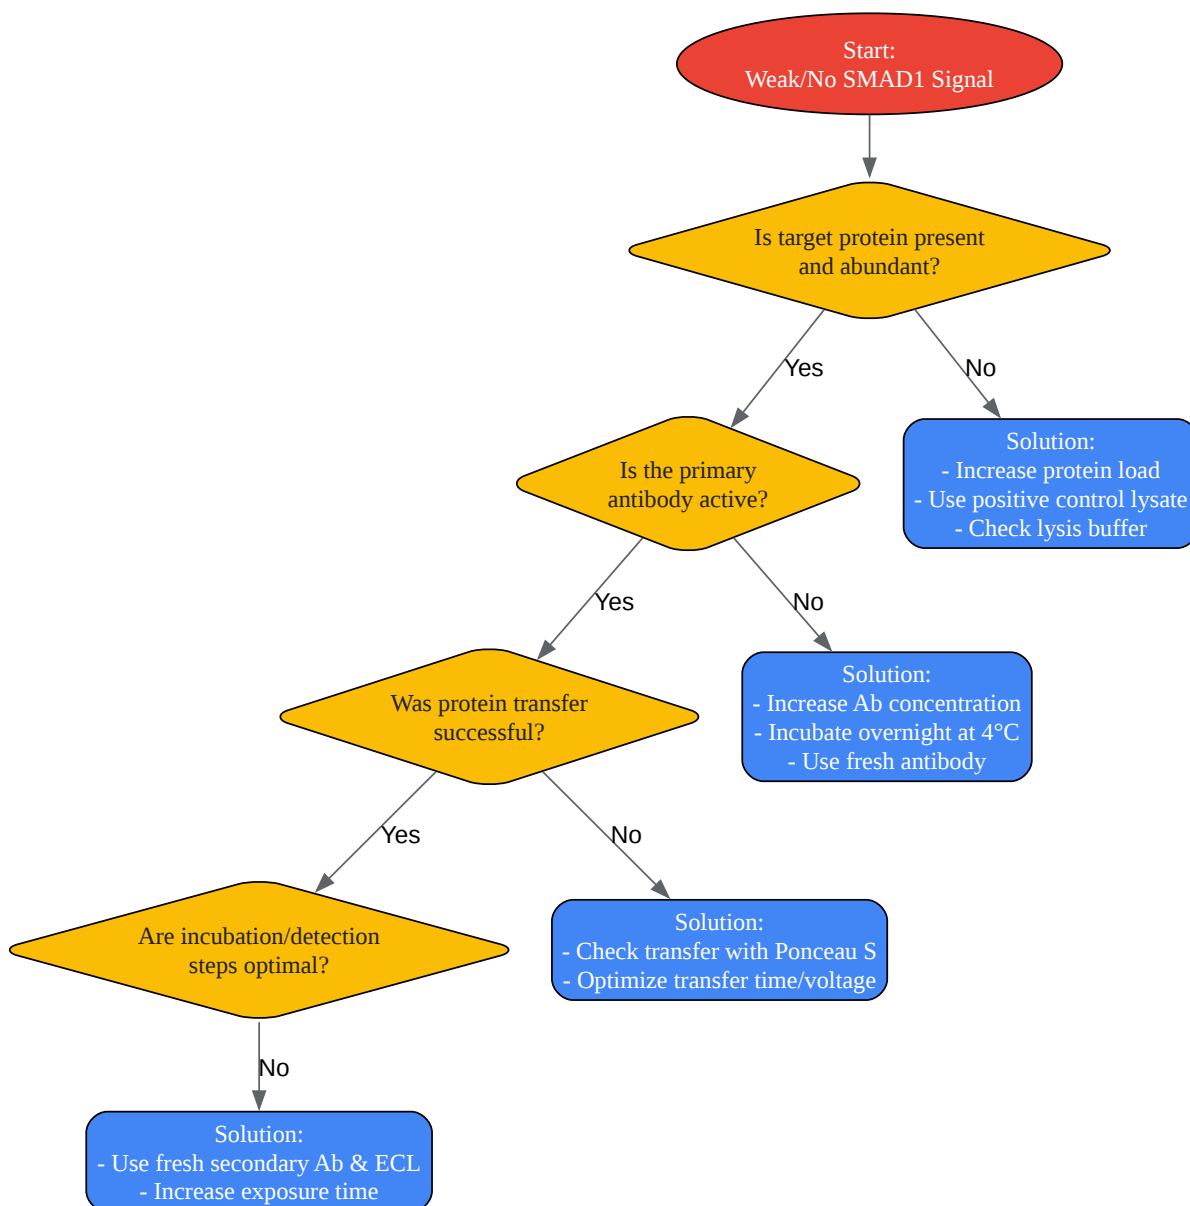 Start:
Weak/No SMAD1 Signal
Is target protein present
and abundant?
Yes
No
Is the primary
antibody active?
Solution:
- Increase protein load
- Use positive control lysate
- Check lysis buffer
Yes
No
Was protein transfer
successful?
Solution:
- Increase Ab concentration
- Incubate overnight at 4°C
- Use fresh antibody
Yes
No
Are incubation/detection
steps optimal?
Solution:
- Check transfer with Ponceau S
- Optimize transfer time/voltage
No
Solution:
- Use fresh secondary Ab & ECL
- Increase exposure time